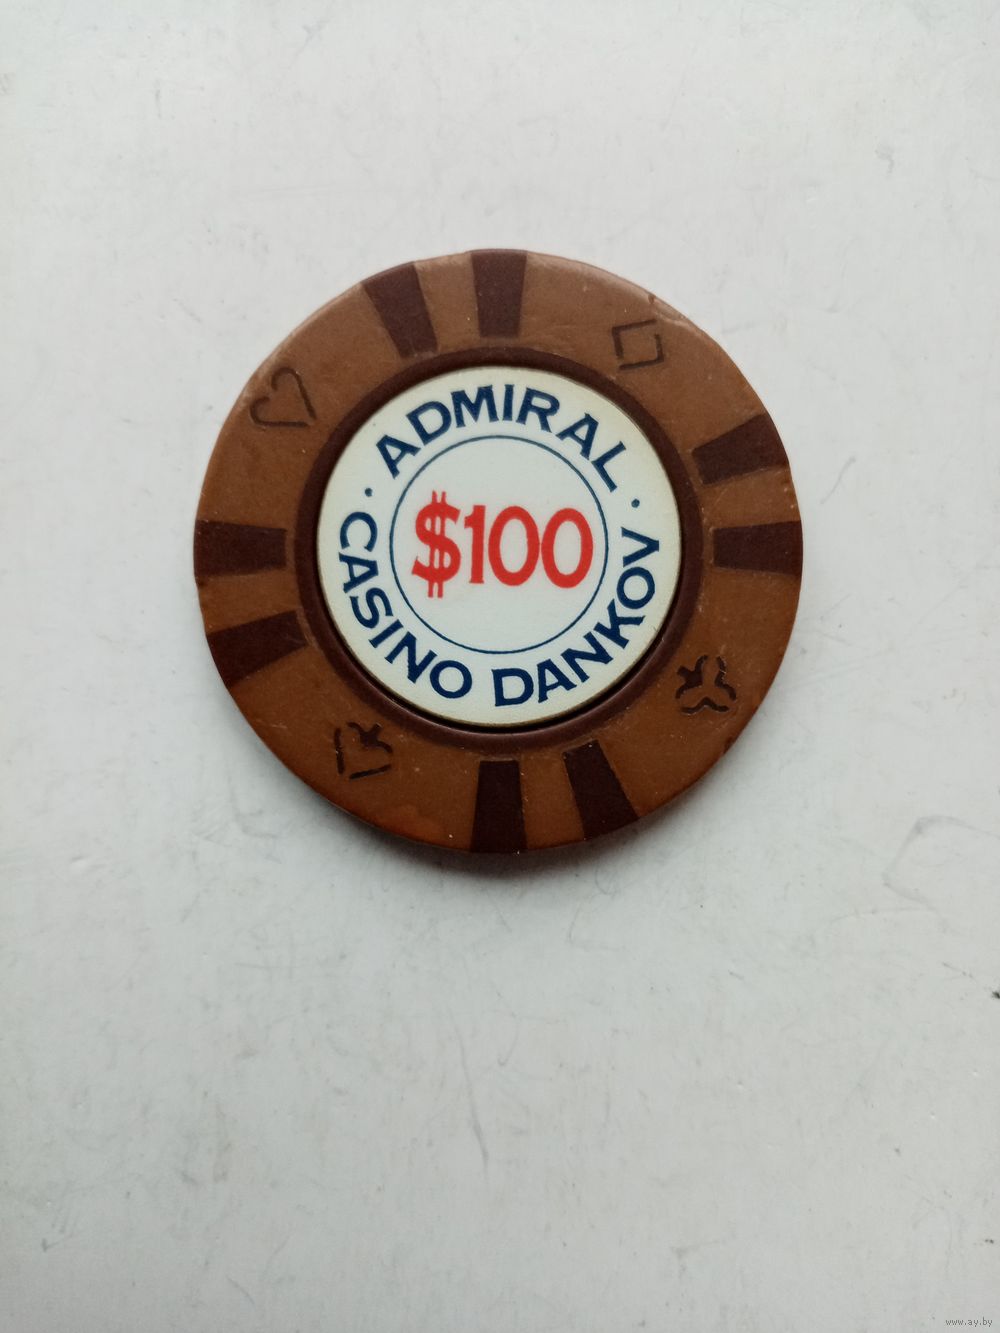 · ADMIRAL ·
$100
CASINO DANKOV
www.ay.by